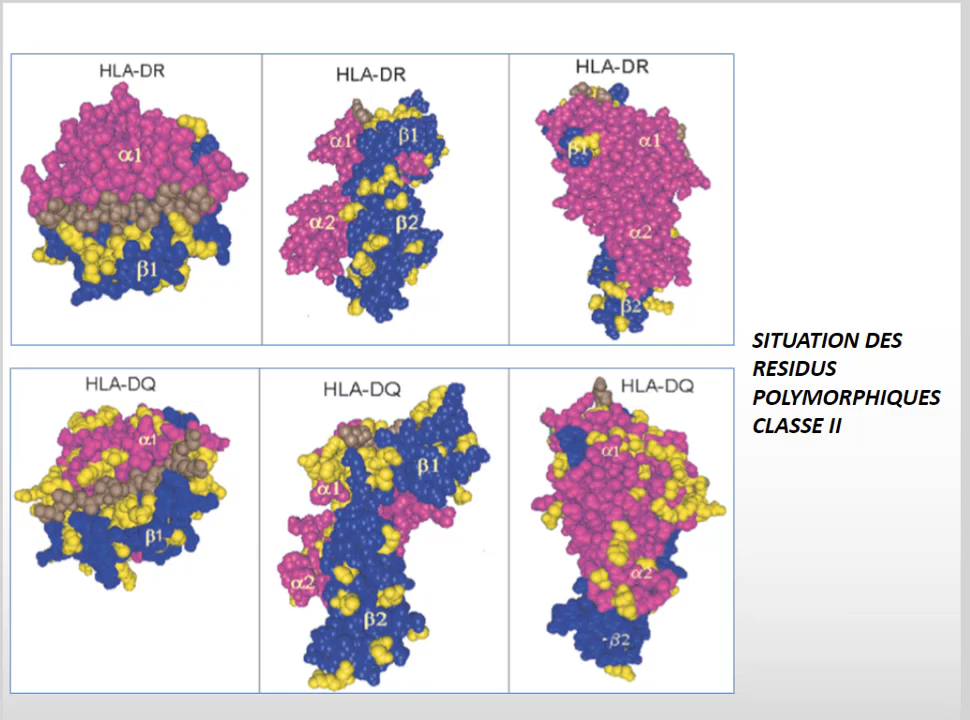 HLA-DR
α1
β1
HLA-DR
α1
β1
α2
β2
HLA-DR
β1
α1
α2
β2
HLA-DQ
α1
β1
HLA-DQ
β1
α1
α2
β2
HLA-DQ
α1
α2
β2
SITUATION DES
RESIDUS
POLYMORPHIQUES
CLASSE II